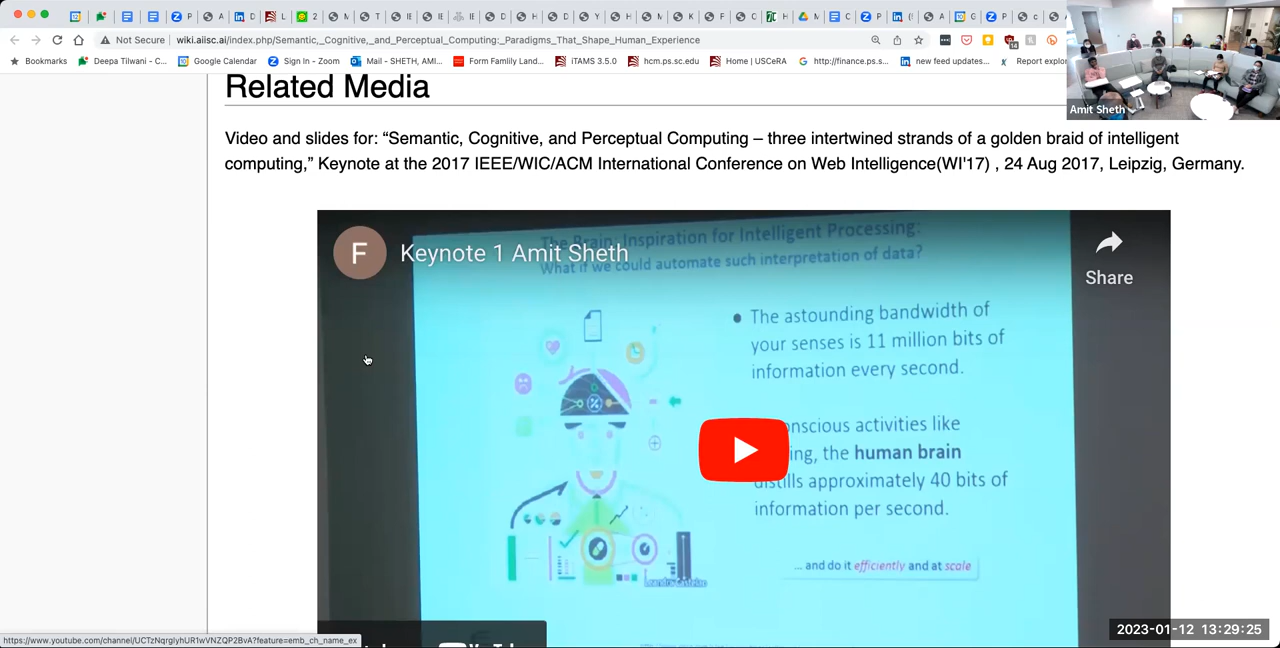 Not Secure
wiki.aiisc.ai/index.php/Semantic,_Cognitive,_and_Perceptual_Computing:_Paradigms_That_Shape_Human_Experience
Bookmarks
Deepa Tilwani - C...
Google Calendar
Sign In - Zoom
Mail - SHETH, AMI...
Form Famlily Land...
iTAMS 3.5.0
hcm.ps.sc.edu
Home | USCeRA
http://finance.ps.s...
new feed updates...
Report explor
Amit Sheth
Related Media
Video and slides for: “Semantic, Cognitive, and Perceptual Computing – three intertwined strands of a golden braid of intelligent
computing,” Keynote at the 2017 IEEE/WIC/ACM International Conference on Web Intelligence(WI'17) , 24 Aug 2017, Leipzig, Germany.
The Brain: Inspiration for Intelligent Processing:
F
Keynote 1 Amit Sheth
What if we could automate such interpretation of data?
Share
• The astounding bandwidth of
your senses is 11 million bits of
information every second.
conscious activities like
ing, the human brain
distills approximately 40 bits of
information per second.
... and do it efficiently and at scale
https://www.youtube.com/channel/UCTzNqrglyhUR1wVNZQP2BvA?feature=emb_ch_name_ex
2023-01-12 13:29:25